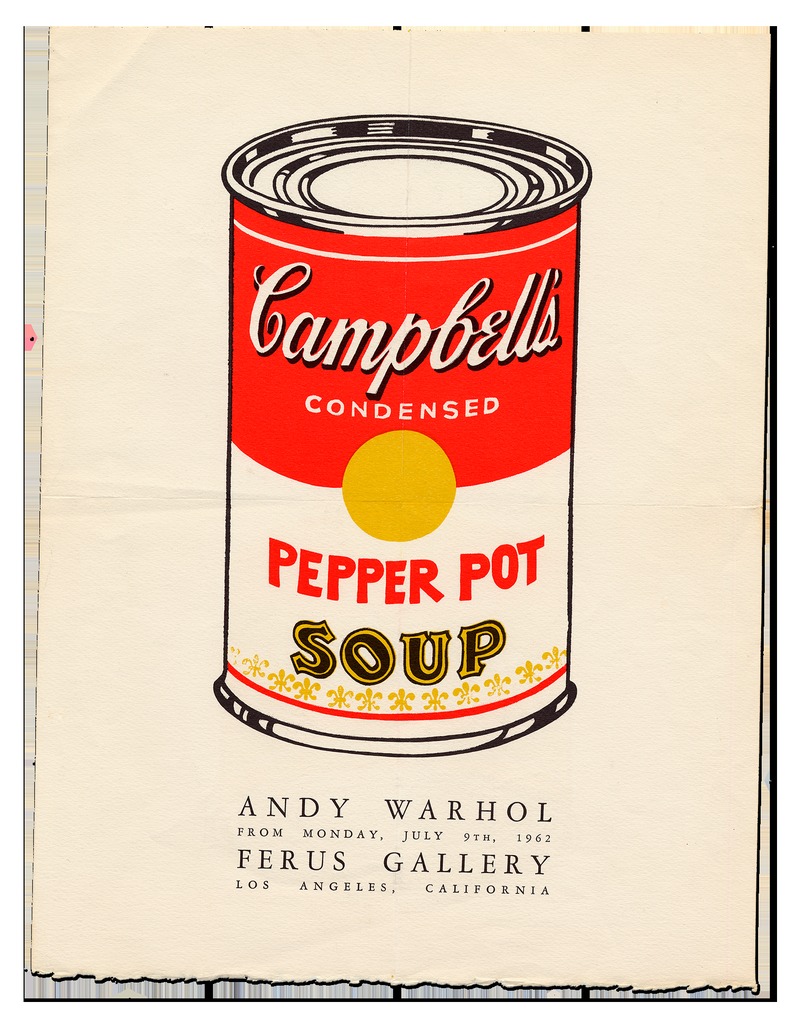 Campbell's
CONDENSED
PEPPER POT
SOUP
ANDY WARHOL
FROM MONDAY, JULY 9TH, 1962
FERUS GALLERY
LOS ANGELES, CALIFORNIA